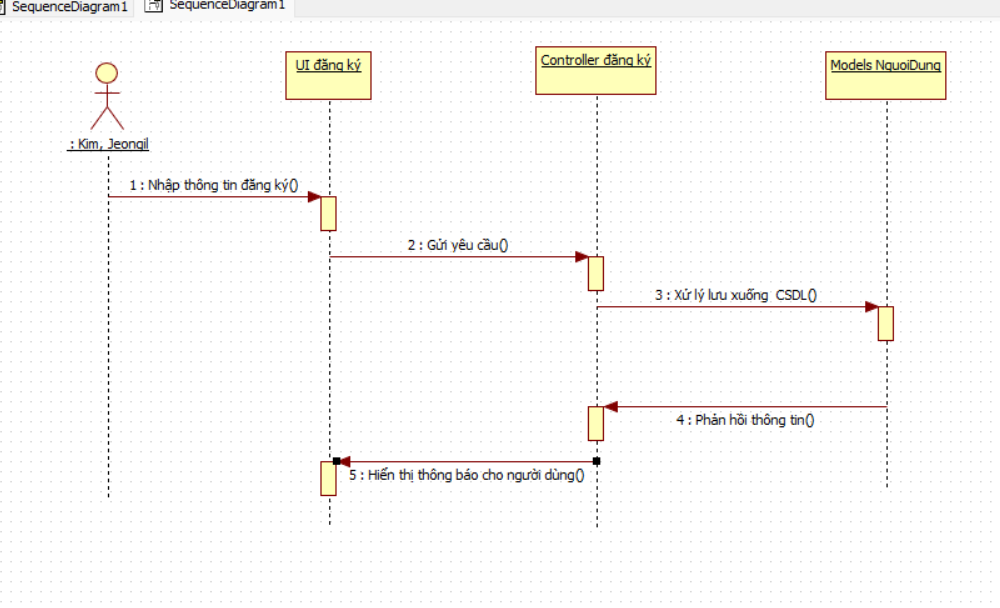 SequenceDiagram1
SequenceDiagram1
UI đăng ký
Controller đăng ký
Models NguoiDung
: Kim, Jeongil
1 : Nhập thông tin đăng ký()
2 : Gửi yêu cầu()
3 : Xử lý lưu xuống CSDL()
4 : Phản hồi thông tin()
5 : Hiển thị thông báo cho người dùng()